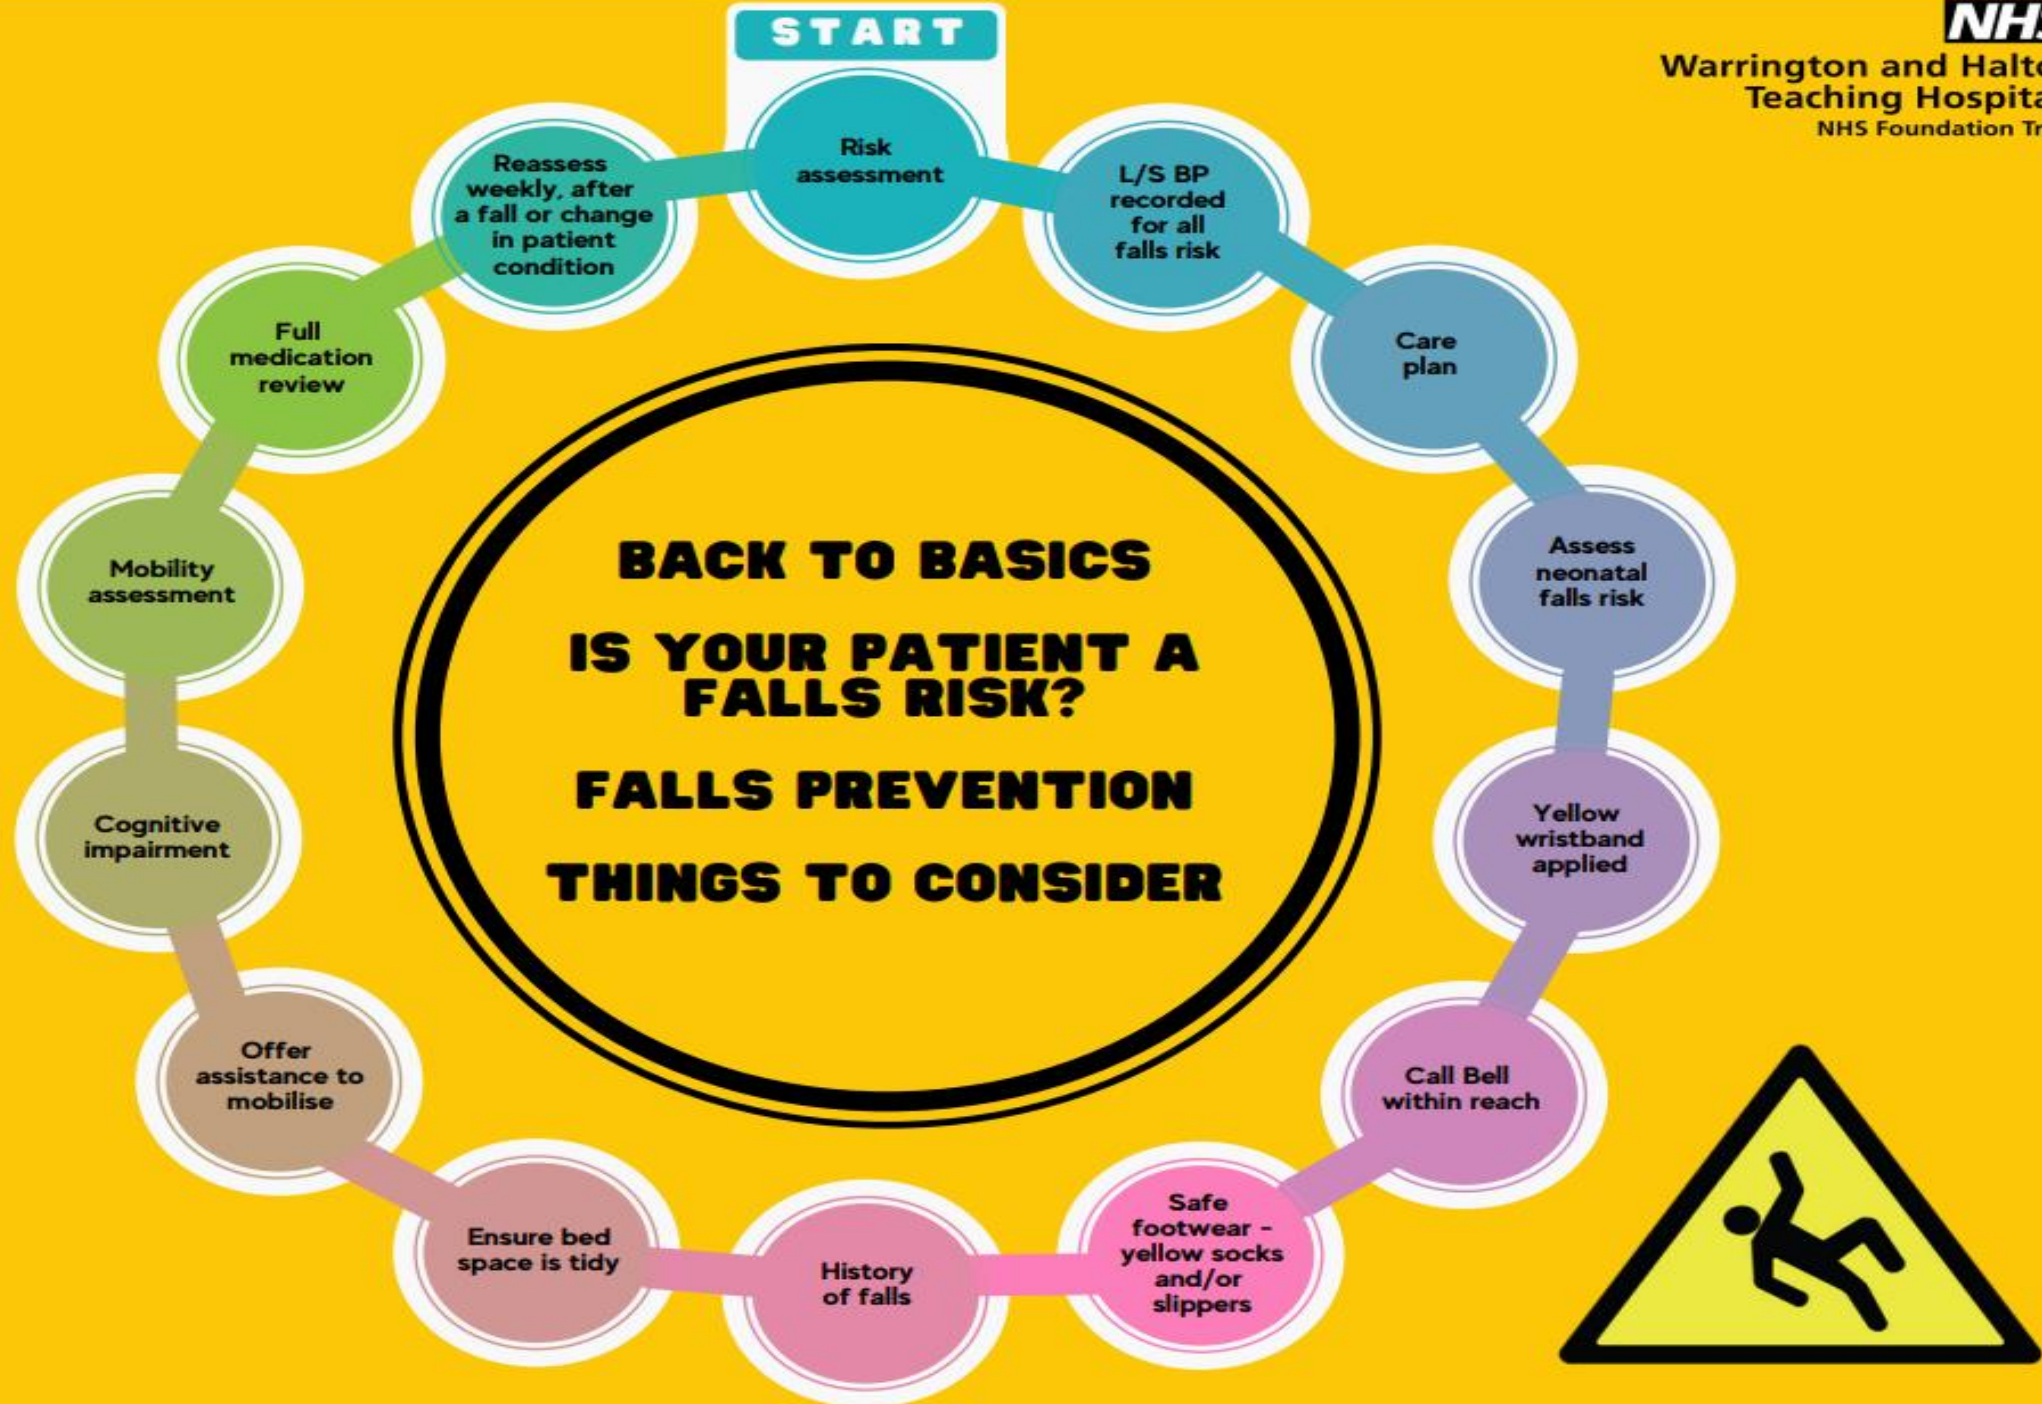 START
Risk
assessment
L/S BP
recorded
for all
falls risk
Care
plan
Assess
neonatal
falls risk
Yellow
wristband
applied
Call Bell
within reach
Safe
footwear -
yellow socks
and/or
slippers
History
of falls
Ensure bed
space is tidy
Offer
assistance to
mobilise
Cognitive
impairment
Mobility
assessment
Full
medication
review
Reassess
weekly, after
a fall or change
in patient
condition
BACK TO BASICS
IS YOUR PATIENT A
FALLS RISK?
FALLS PREVENTION
THINGS TO CONSIDER
NHS
Warrington and
Teaching
NHS Foundation